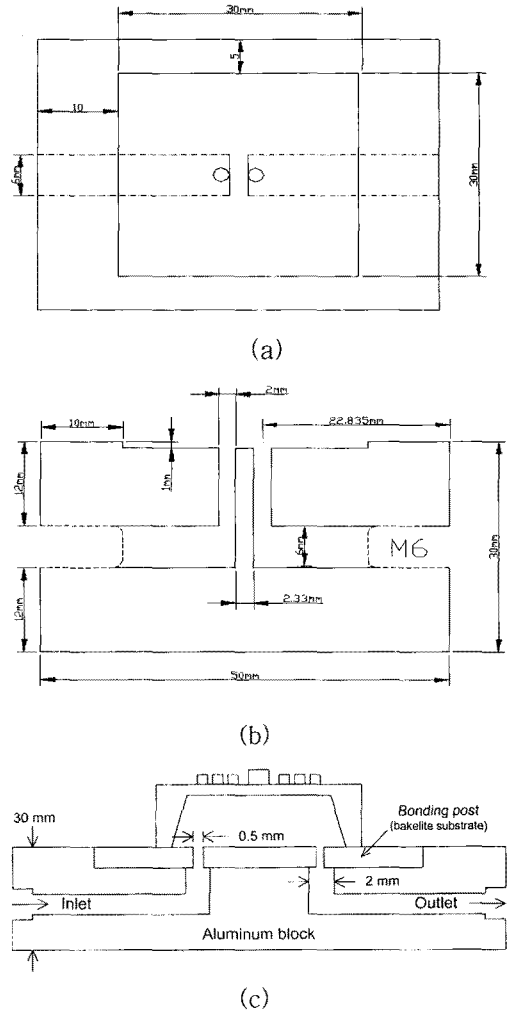 30mm
5
10
6mm
30mm
(a)
2mm
10mm
22.835mm
12mm
1mm
6mm
M6
30mm
12mm
2.33mm
50mm
(b)
30 mm
0.5 mm
Bonding post
(bakelite substrate)
2 mm
Inlet
Outlet
Aluminum block
(c)